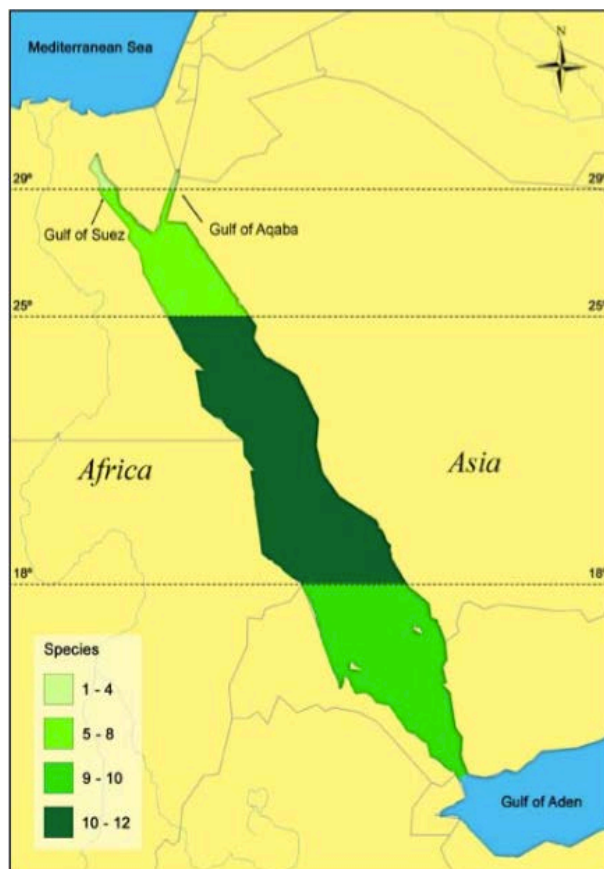 Mediterranean Sea
N
29°
29°
Gulf of Suez
Gulf of Aqaba
25°
25°
Africa
Asia
18°
18°
Species
1 - 4
5 - 8
9 - 10
10 - 12
Gulf of Aden